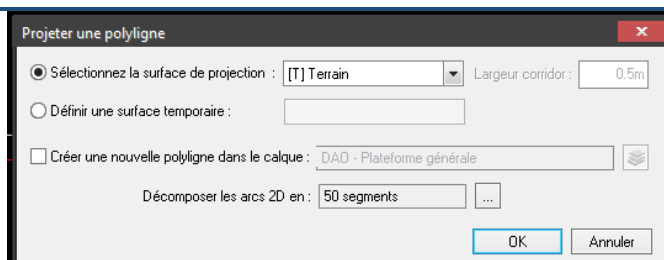 Projeter une polyligne
Sélectionnez la surface de projection : [T] Terrain Largeur corridor : 0.5m
Définir une surface temporaire :
Créer une nouvelle polyligne dans le calque : DAO - Plateforme générale
Décomposer les arcs 2D en : 50 segments ...
OK Annuler